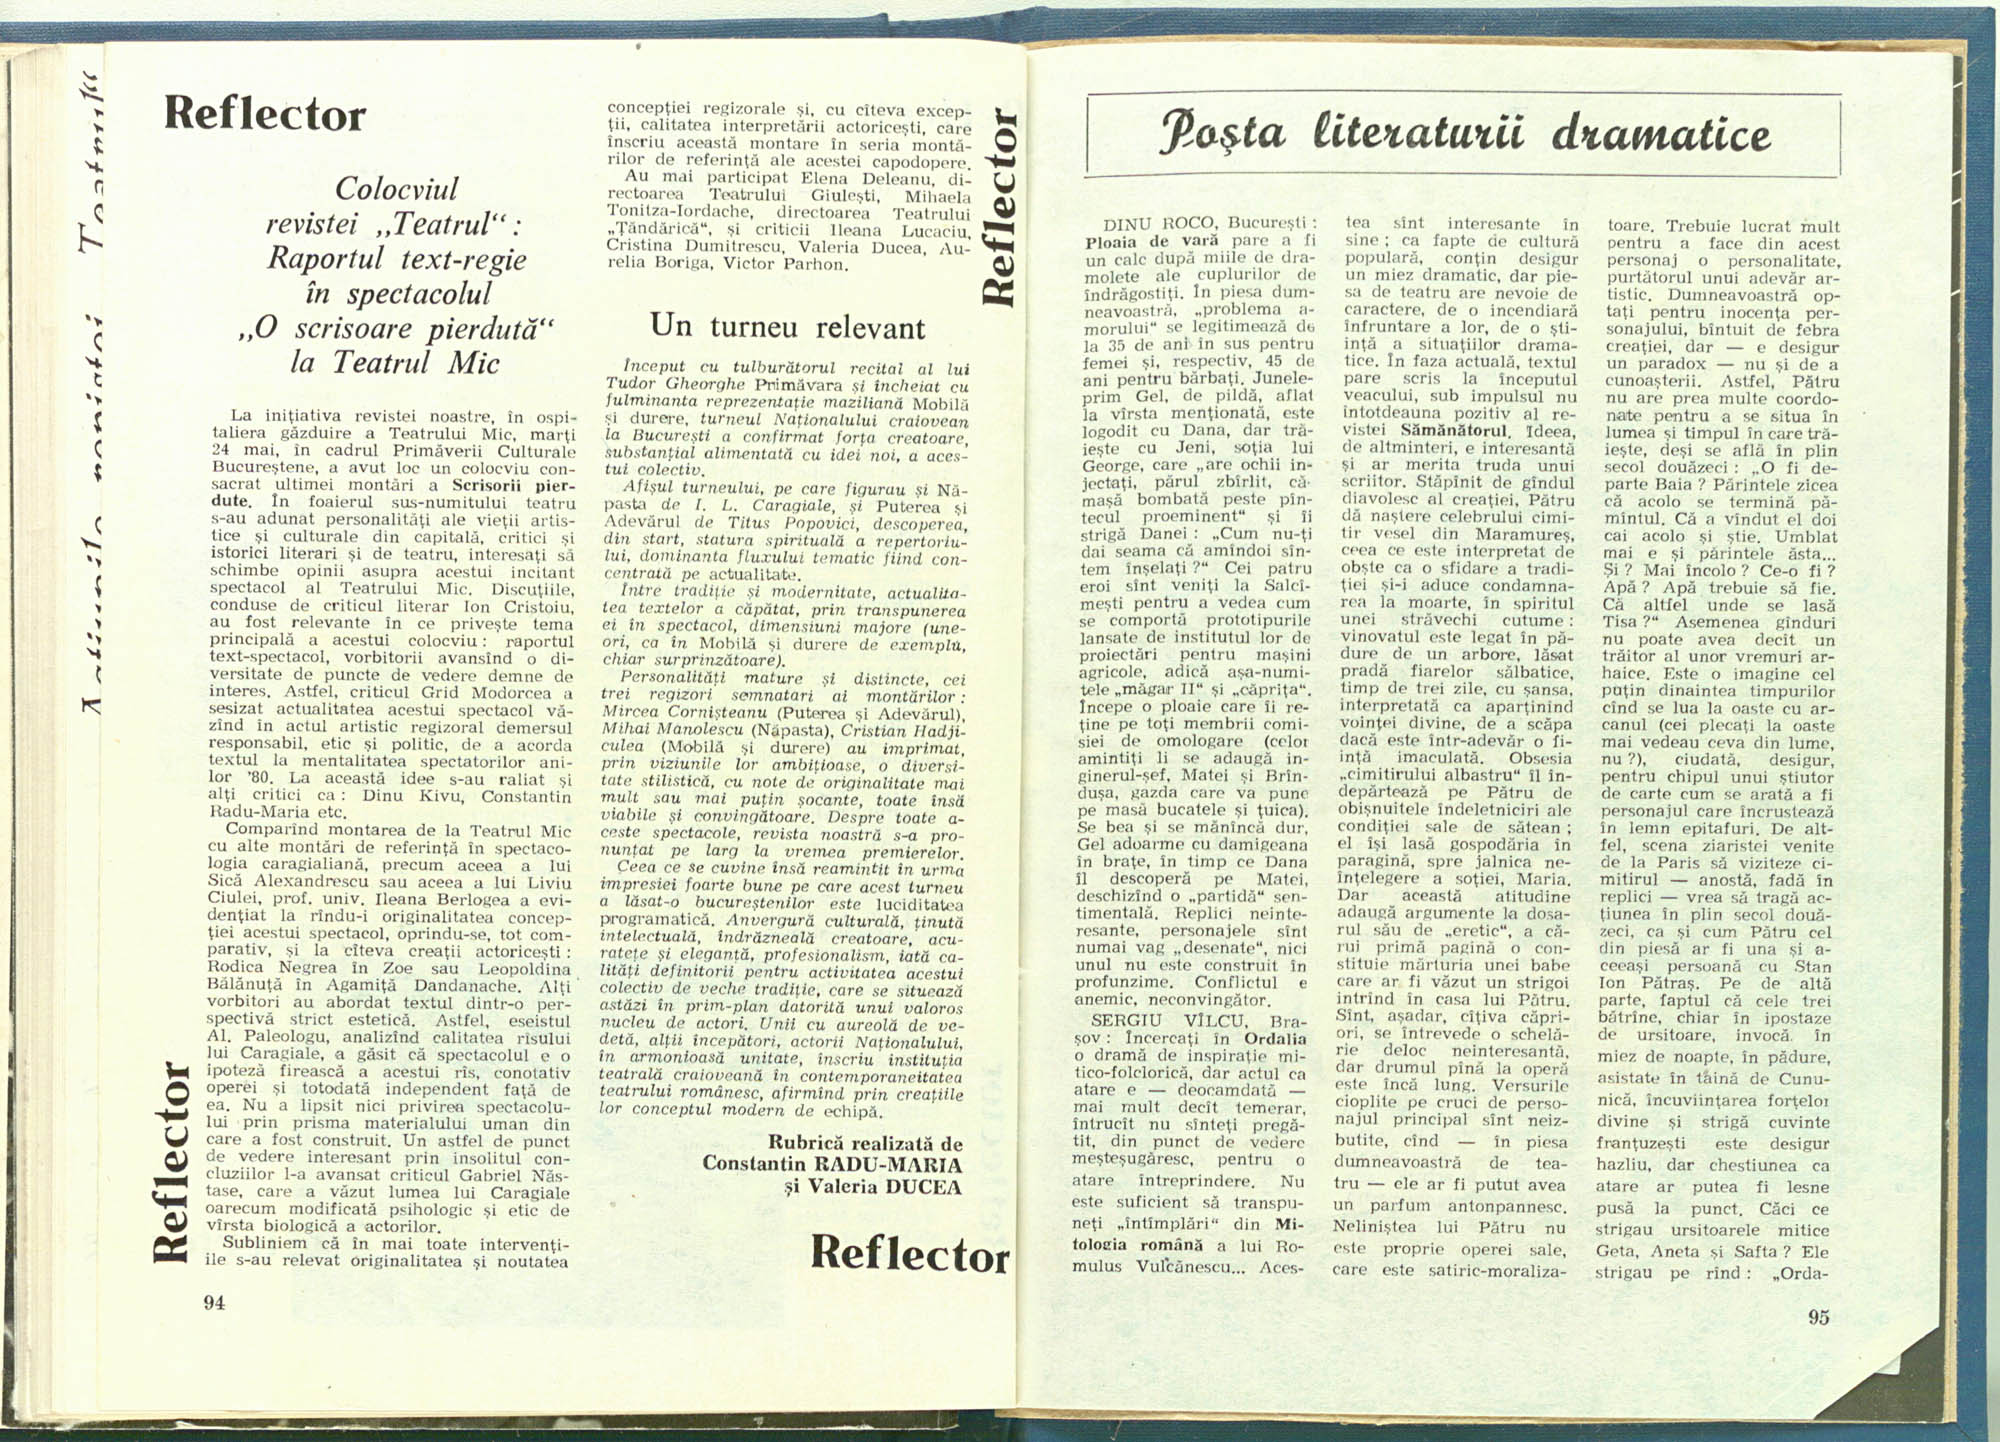 Reflector
Colocviul
revistei „Teatrul“ :
Raportul text-regie
în spectacolul
„O scrisoare pierdută“
la Teatrul Mic
La inițiativa revistei noastre, în ospi-
taliera găzduire a Teatrului Mic, marți
24 mai, în cadrul Primăverii Culturale
Bucureștene, a avut loc un colocviu con-
sacrat ultimei montări a Scrisorii pier-
dute. În foaierul sus-numitului teatru
s-au adunat personalități ale vieții artis-
tice și culturale din capitală, critici și
istorici literari și de teatru, interesați să
schimbe opinii asupra acestui incitant
spectacol al Teatrului Mic. Discuțiile,
conduse de criticul literar Ion Cristoiu,
au fost relevante în ce privește tema
principală a acestui colocviu : raportul
text-spectacol, vorbitorii avansînd o di-
versitate de puncte de vedere demne de
interes. Astfel, criticul Grid Modorcea a
sesizat actualitatea acestui spectacol vă-
zînd în actul artistic regizoral demersul
responsabil, etic și politic, de a acorda
textul la mentalitatea spectatorilor ani-
lor '80. La această idee s-au raliat și
alți critici ca : Dinu Kivu, Constantin
Radu-Maria etc.
Comparînd montarea de la Teatrul Mic
cu alte montări de referință în spectaco-
logia caragialiană, precum aceea a lui
Sică Alexandrescu sau aceea a lui Liviu
Ciulei, prof. univ. Ileana Berlogea a evi-
dențiat la rîndu-i originalitatea concep-
ției acestui spectacol, oprindu-se, tot com-
parativ, și la cîteva creații actoricești :
Rodica Negrea în Zoe sau Leopoldina
Bălănuță în Agamiță Dandanache. Alți
vorbitori au abordat textul dintr-o per-
spectivă strict estetică. Astfel, eseistul
Al. Paleologu, analizînd calitatea rîsului
lui Caragiale, a găsit că spectacolul e o
ipoteză firească a acestui rîs, conotativ
operei și totodată independent față de
ea. Nu a lipsit nici privirea spectacolu-
lui prin prisma materialului uman din
care a fost construit. Un astfel de punct
de vedere interesant prin insolitul con-
cluziilor l-a avansat criticul Gabriel Năs-
tase, care a văzut lumea lui Caragiale
oarecum modificată psihologic și etic de
vîrsta biologică a actorilor.
Subliniem că în mai toate intervenți-
ile s-au relevat originalitatea și noutatea
Reflector
94
concepției regizorale și, cu cîteva excep-
ții, calitatea interpretării actoricești, care
înscriu această montare în seria montă-
rilor de referință ale acestei capodopere.
Au mai participat Elena Deleanu, di-
rectoarea Teatrului Giulești, Mihaela
Tonitza-Iordache, directoarea Teatrului
„Țăndărică“, și criticii Ileana Lucaciu,
Cristina Dumitrescu, Valeria Ducea, Au-
relia Boriga, Victor Parhon.
Reflector
Un turneu relevant
Început cu tulburătorul recital al lui
Tudor Gheorghe Primăvara și încheiat cu
fulminanta reprezentație maziliană Mobilă
și durere, turneul Naționalului craiovean
la București a confirmat forța creatoare,
substanțial alimentată cu idei noi, a aces-
tui colectiv.
Afișul turneului, pe care figurau și Nă-
pasta de I. L. Caragiale, și Puterea și
Adevărul de Titus Popovici, descoperea,
din start, statura spirituală a repertoriu-
lui, dominanta fluxului tematic fiind con-
centrată pe actualitate.
Între tradiție și modernitate, actualita-
tea textelor a căpătat, prin transpunerea
ei în spectacol, dimensiuni majore (une-
ori, ca în Mobilă și durere de exemplu,
chiar surprinzătoare).
Personalități mature și distincte, cei
trei regizori semnatari ai montărilor :
Mircea Cornișteanu (Puterea și Adevărul),
Mihai Manolescu (Năpasta), Cristian Hadji-
culea (Mobilă și durere) au imprimat,
prin viziunile lor ambițioase, o diversi-
tate stilistică, cu note de originalitate mai
mult sau mai puțin șocante, toate însă
viabile și convingătoare. Despre toate a-
ceste spectacole, revista noastră s-a pro-
nunțat pe larg la vremea premierelor.
Ceea ce se cuvine însă reamintit în urma
impresiei foarte bune pe care acest turneu
a lăsat-o bucureștenilor este luciditatea
programatică. Anvergură culturală, ținută
intelectuală, îndrăzneală creatoare, acu-
ratețe și eleganță, profesionalism, iată ca-
lități definitorii pentru activitatea acestui
colectiv de veche tradiție, care se situează
astăzi în prim-plan datorită unui valoros
nucleu de actori. Unii cu aureolă de ve-
detă, alții începători, actorii Naționalului,
în armonioasă unitate, înscriu instituția
teatrală craioveană în contemporaneitatea
teatrului românesc, afirmînd prin creațiile
lor conceptul modern de echipă.
Rubrică realizată de
Constantin RADU-MARIA
și Valeria DUCEA
Reflector
Poșta literaturii dramatice
DINU ROCO, București :
Ploaia de vară pare a fi
un calc după miile de dra-
molete ale cuplurilor de
îndrăgostiți. În piesa dum-
neavoastră, „problema a-
morului“ se legitimează de
la 35 de ani în sus pentru
femei și, respectiv, 45 de
ani pentru bărbați. Junele-
prim Gel, de pildă, aflat
la vîrsta menționată, este
logodit cu Dana, dar tră-
iește cu Jeni, soția lui
George, care „are ochii in-
jectați, părul zbîrlit, că-
mașă bombată peste pîn-
tecul proeminent“ și îi
strigă Danei : „Cum nu-ți
dai seama că amîndoi sîn-
tem înșelați ?“ Cei patru
eroi sînt veniți la Salcî-
mești pentru a vedea cum
se comportă prototipurile
lansate de institutul lor de
proiectări pentru mașini
agricole, adică așa-numi-
tele „măgar II“ și „căprița“.
Începe o ploaie care îi re-
ține pe toți membrii comi-
siei de omologare (celor
amintiți li se adaugă in-
ginerul-șef, Matei și Brîn-
dușa, gazda care va pune
pe masă bucatele și țuica).
Se bea și se mănîncă dur,
Gel adoarme cu damigeana
în brațe, în timp ce Dana
îl descoperă pe Matei,
deschizînd o „partidă“ sen-
timentală. Replici neinte-
resante, personajele sînt
numai vag „desenate“, nici
unul nu este construit în
profunzime. Conflictul e
anemic, neconvingător.
SERGIU VÎLCU, Bra-
șov : Încercați în Ordalia
o dramă de inspirație mi-
tico-folclorică, dar actul ca
atare e — deocamdată —
mai mult decît temerar,
întrucît nu sînteți pregă-
tit, din punct de vedere
meșteșugăresc, pentru o
atare întreprindere. Nu
este suficient să transpu-
neți „întîmplări“ din Mi-
tologia română a lui Ro-
mulus Vulcănescu... Aces-
tea sînt interesante în
sine ; ca fapte de cultură
populară, conțin desigur
un miez dramatic, dar pie-
sa de teatru are nevoie de
caractere, de o incendiară
înfruntare a lor, de o ști-
ință a situațiilor drama-
tice. În faza actuală, textul
pare scris la începutul
veacului, sub impulsul nu
întotdeauna pozitiv al re-
vistei Sămănătorul. Ideea,
de altminteri, e interesantă
și ar merita truda unui
scriitor. Stăpînit de gîndul
diavolesc al creației, Pătru
dă naștere celebrului cimi-
tir vesel din Maramureș,
ceea ce este interpretat de
obște ca o sfidare a tradi-
ției și-i aduce condamna-
rea la moarte, în spiritul
unei străvechi cutume :
vinovatul este legat în pă-
dure de un arbore, lăsat
pradă fiarelor sălbatice,
timp de trei zile, cu șansa,
interpretată ca aparținînd
voinței divine, de a scăpa
dacă este într-adevăr o fi-
ință imaculată. Obsesia
„cimitirului albastru“ îl în-
depărtează pe Pătru de
obișnuitele îndeletniciri ale
condiției sale de sătean ;
el își lasă gospodăria în
paragină, spre jalnica ne-
înțelegere a soției, Maria.
Dar această atitudine
adaugă argumente la dosa-
rul său de „eretic“, a că-
rui primă pagină o con-
stituie mărturia unei babe
care ar fi văzut un strigoi
intrînd în casa lui Pătru.
Sînt, așadar, cîțiva căpri-
ori, se întrevede o schelă-
rie deloc neinteresantă,
dar drumul pînă la operă
este încă lung. Versurile
cioplite pe cruci de perso-
najul principal sînt neiz-
butite, cînd — în piesa
dumneavoastră de tea-
tru — ele ar fi putut avea
un parfum antonpannesc.
Neliniștea lui Pătru nu
este proprie operei sale,
care este satiric-moraliza-
toare. Trebuie lucrat mult
pentru a face din acest
personaj o personalitate,
purtătorul unui adevăr ar-
tistic. Dumneavoastră op-
tați pentru inocența per-
sonajului, bîntuit de febra
creației, dar — e desigur
un paradox — nu și de a
cunoașterii. Astfel, Pătru
nu are prea multe coordo-
nate pentru a se situa în
lumea și timpul în care tră-
iește, deși se află în plin
secol douăzeci : „O fi de-
parte Baia ? Părintele zicea
că acolo se termină pă-
mîntul. Că a vîndut el doi
cai acolo și știe. Umblat
mai e și părintele ăsta...
Și ? Mai încolo ? Ce-o fi ?
Apă ? Apă trebuie să fie.
Că altfel unde se lasă
Tisa ?“ Asemenea gînduri
nu poate avea decît un
trăitor al unor vremuri ar-
haice. Este o imagine cel
puțin dinaintea timpurilor
cînd se lua la oaste cu ar-
canul (cei plecați la oaste
mai vedeau ceva din lume,
nu ?), ciudată, desigur,
pentru chipul unui știutor
de carte cum se arată a fi
personajul care încrustează
în lemn epitafuri. De alt-
fel, scena ziaristei venite
de la Paris să viziteze ci-
mitirul — anostă, fadă în
replici — vrea să tragă ac-
țiunea în plin secol două-
zeci, ca și cum Pătru cel
din piesă ar fi una și a-
ceeași persoană cu Stan
Ion Pătraș. Pe de altă
parte, faptul că cele trei
bătrîne, chiar în ipostaze
de ursitoare, invocă în
miez de noapte, în pădure,
asistate în taină de Cunu-
nică, încuviințarea forțelor
divine și strigă cuvinte
franțuzești este desigur
hazliu, dar chestiunea ca
atare ar putea fi lesne
pusă la punct. Căci ce
strigau ursitoarele mitice
Geta, Aneta și Safta ? Ele
strigau pe rînd : „Orda-
95